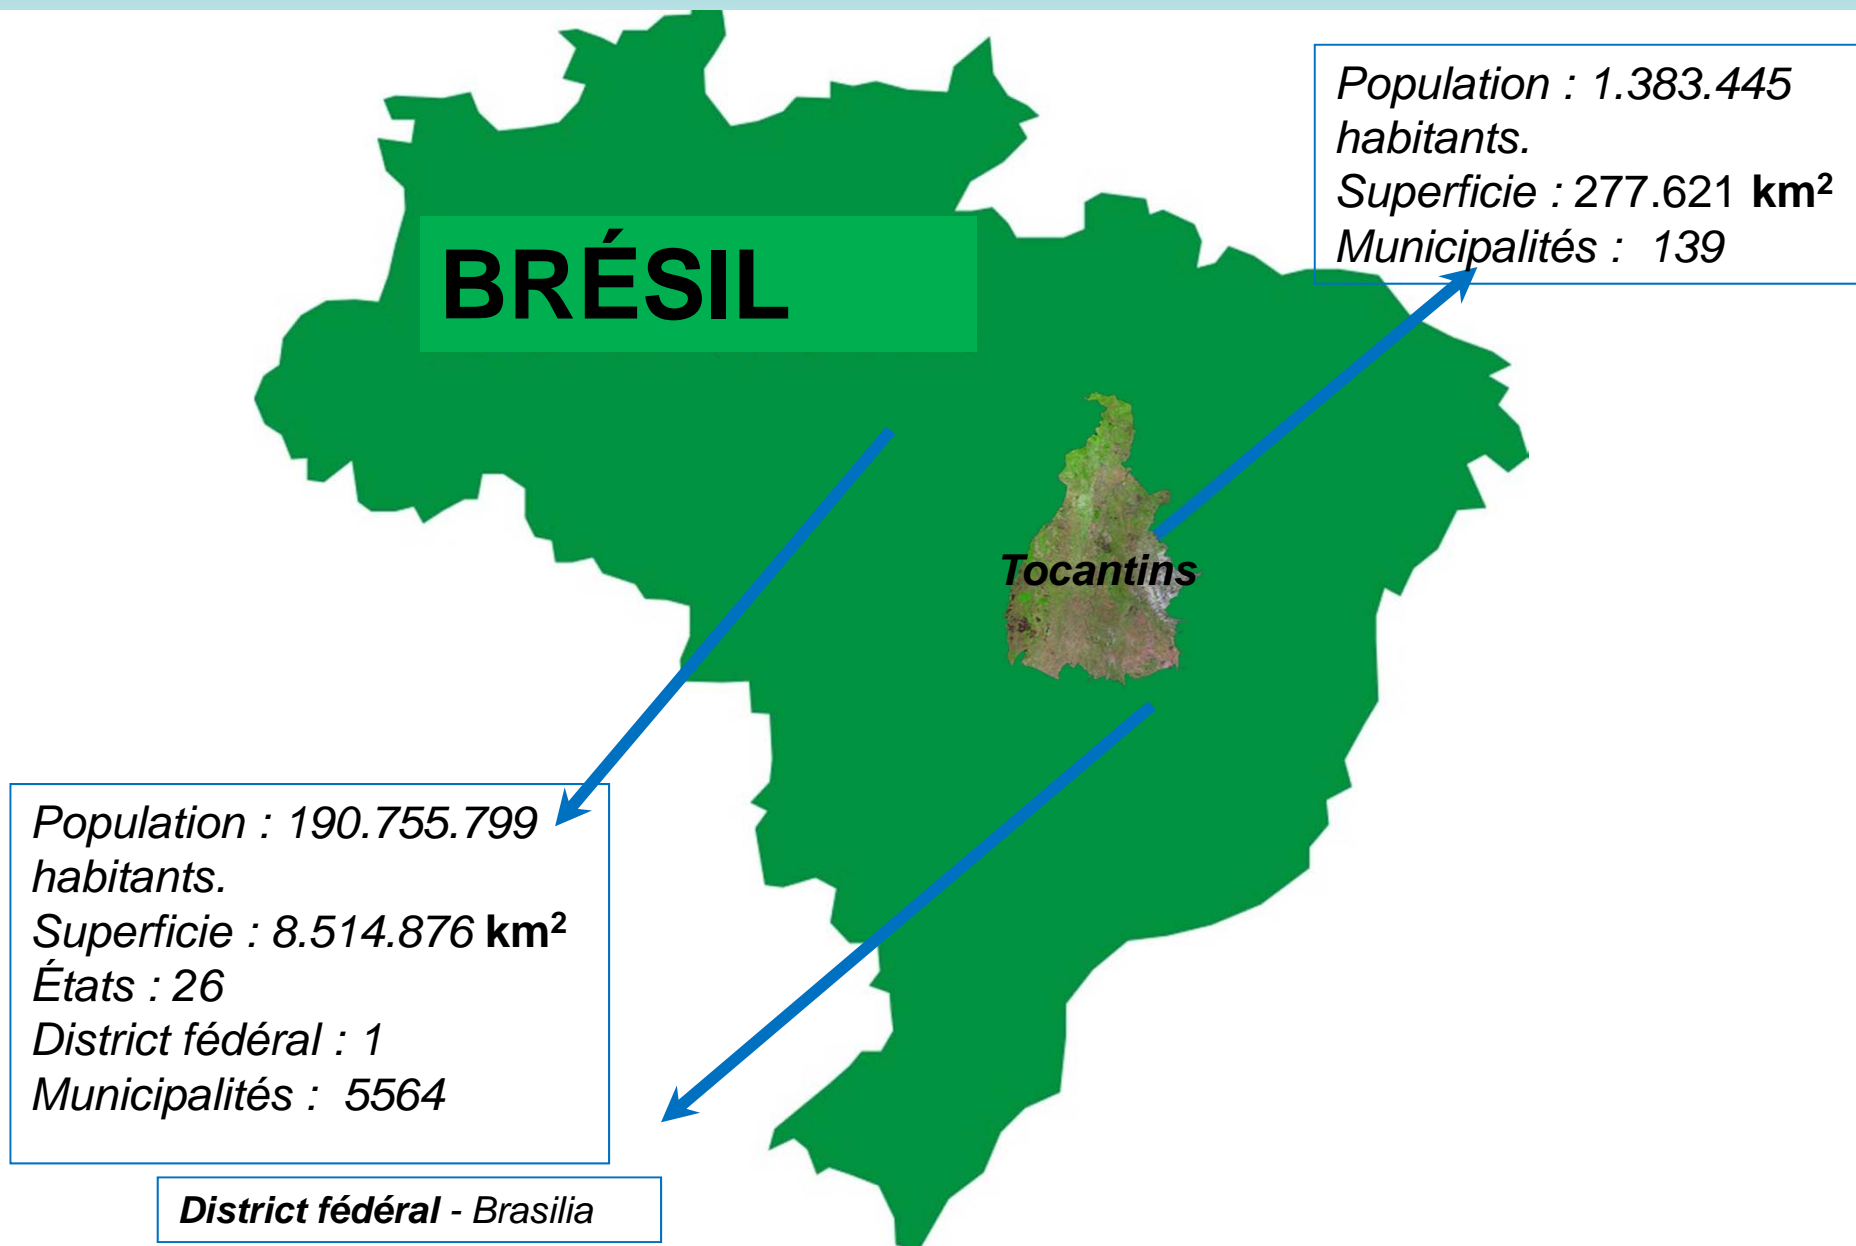 Population : 1.383.445
habitants.
Superficie : 277.621 km²
Municipalités : 139
BRÉSIL
Tocantins
Population : 190.755.799
habitants.
Superficie : 8.514.876 km²
États : 26
District fédéral : 1
Municipalités : 5564
District fédéral - Brasilia